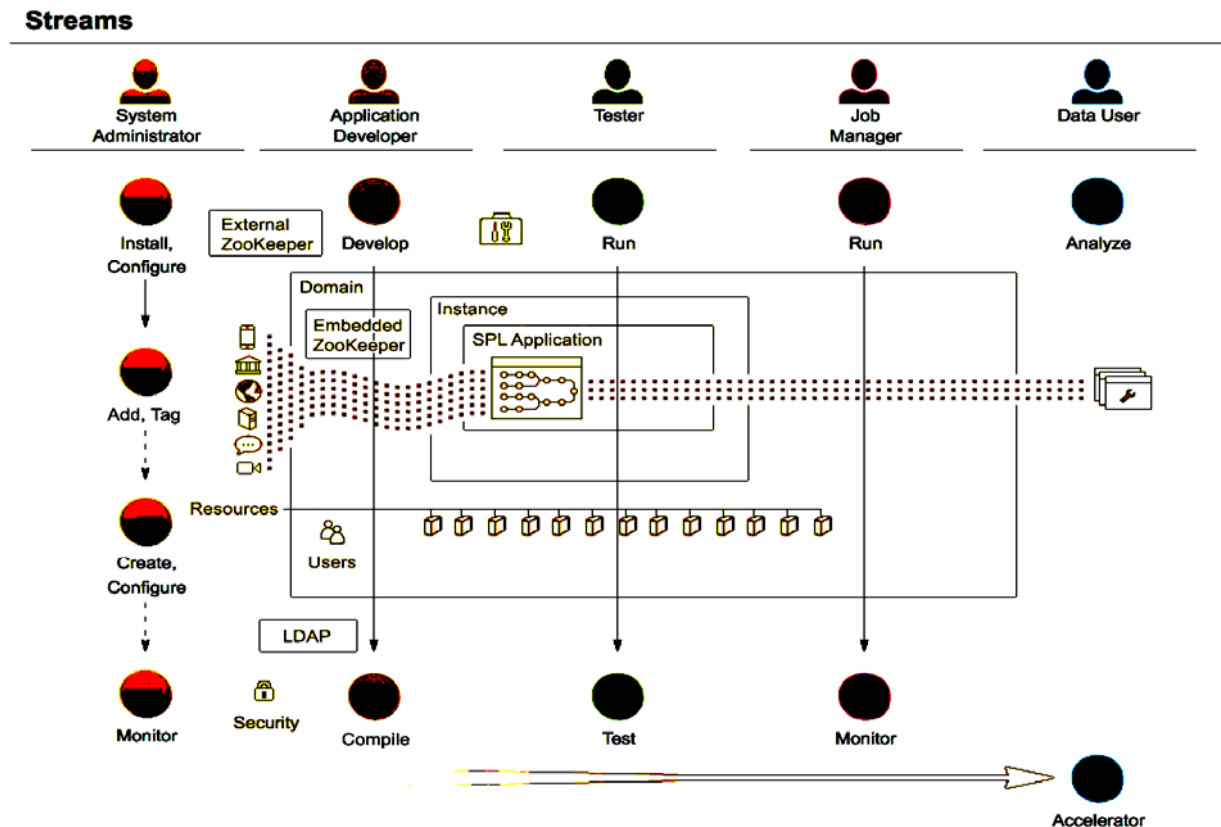 Streams
System
Administrator
Application
Developer
Tester
Job
Manager
Data User
Install,
Configure
External
ZooKeeper
Develop
Run
Run
Analyze
Domain
Instance
Embedded
ZooKeeper
SPL Application
Add, Tag
Resources
Users
Create,
Configure
LDAP
Security
Monitor
Compile
Test
Monitor
Accelerator